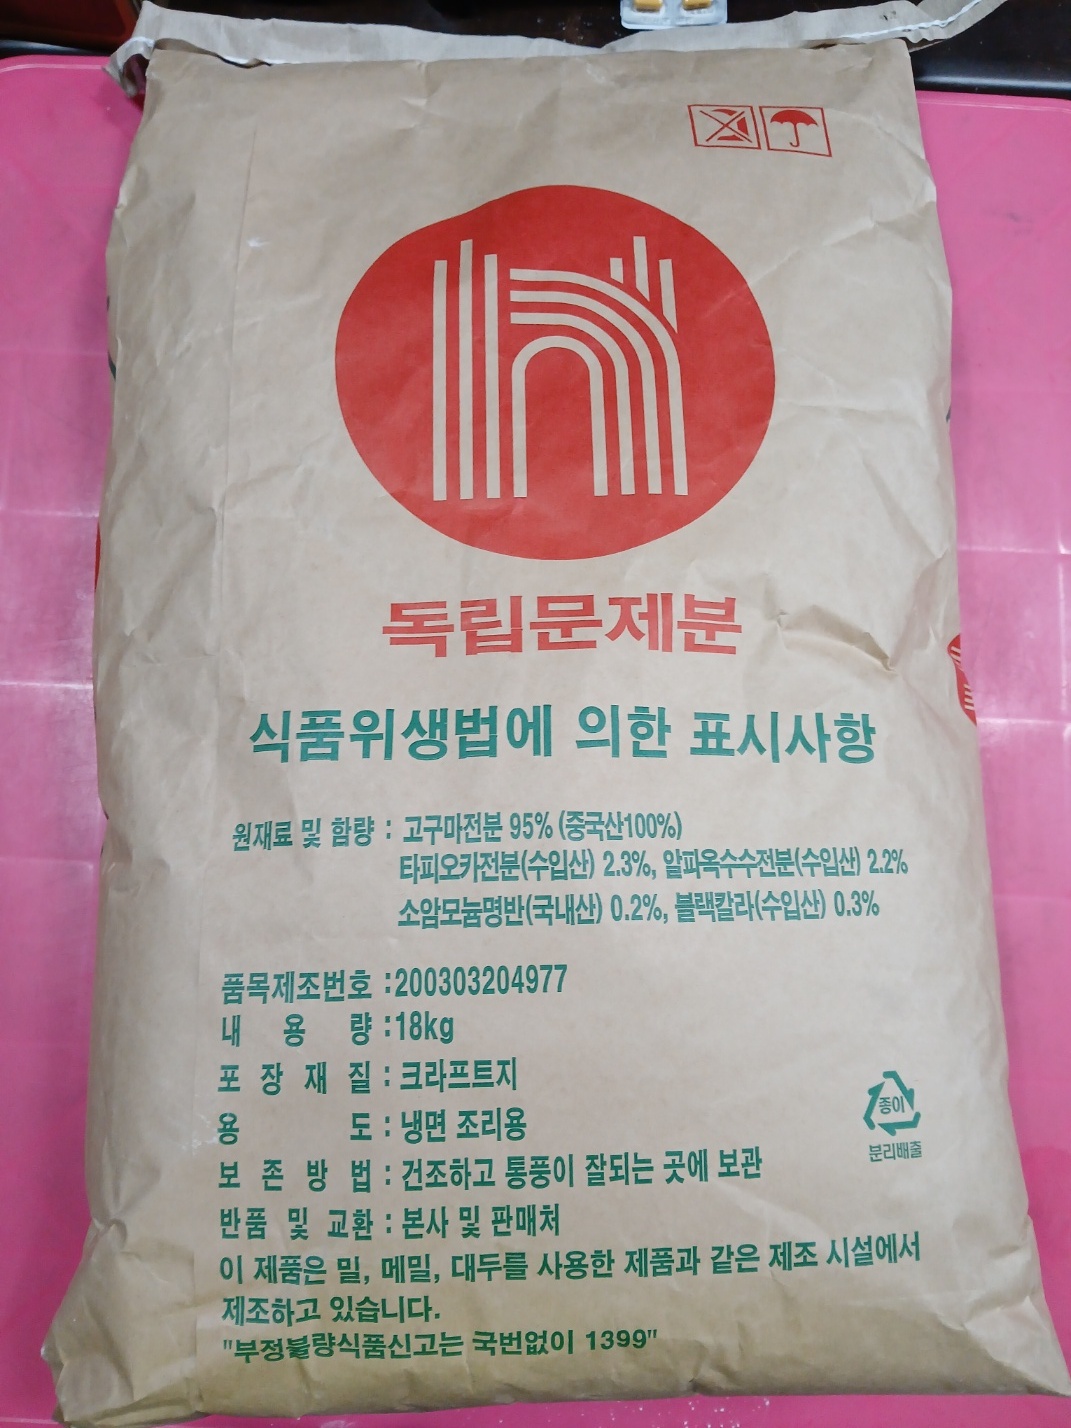 독립문제분
식품위생법에 의한 표시사항
원재료 및 함량 : 고구마전분 95% (중국산100%)
타피오카전분(수입산) 2.3%, 알파옥수수전분(수입산) 2.2%
소암모늄명반(국내산) 0.2%, 블랙칼라(수입산) 0.3%
품목제조번호 :200303204977
내 용 량 :18kg
포 장 재 질 : 크라프트지
용 도 : 냉면 조리용
종이
분리배출
보 존 방 법 : 건조하고 통풍이 잘되는 곳에 보관
반품 및 교환 : 본사 및 판매처
이 제품은 밀, 메밀, 대두를 사용한 제품과 같은 제조 시설에서
제조하고 있습니다.
"부정불량식품신고는 국번없이 1399"